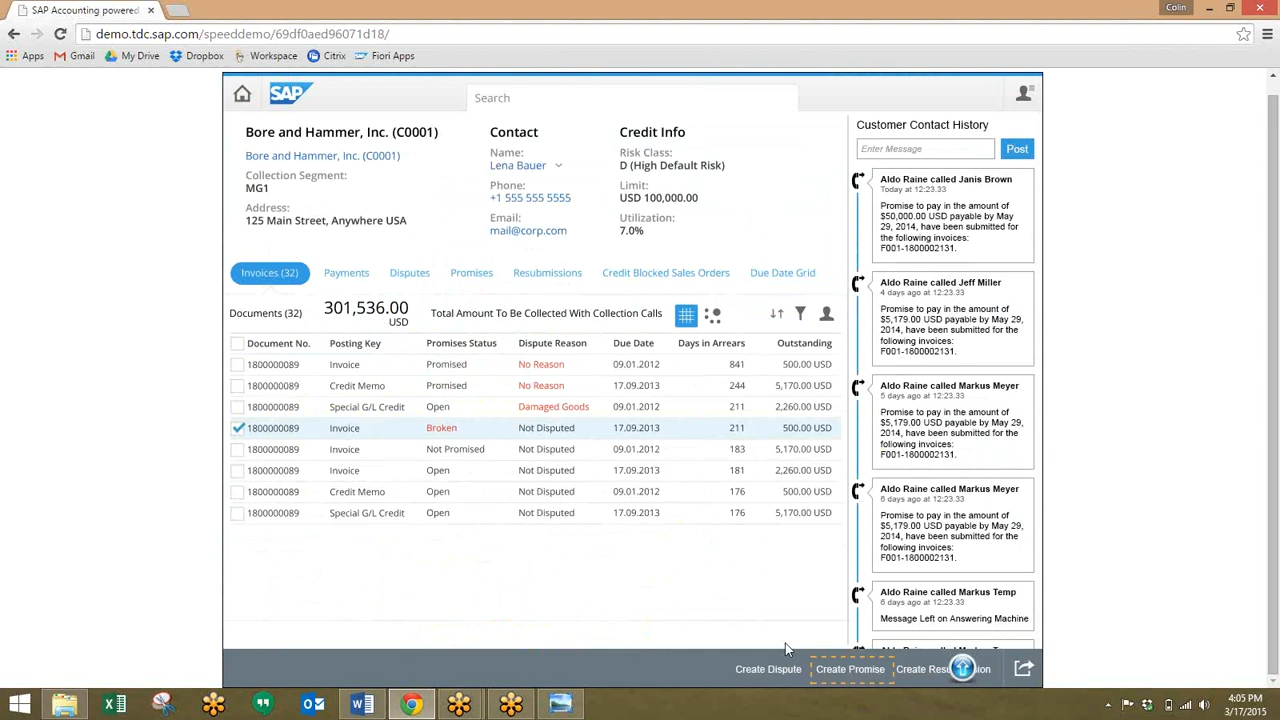 SAP Accounting powered
Colin
demo.tdc.sap.com/speeddemo/69df0aed96071d18/
Apps Gmail My Drive Dropbox Workspace Citrix Fiori Apps
SAP
Search
Bore and Hammer, Inc. (C0001)
Bore and Hammer, Inc. (C0001)
Collection Segment:
MG1
Address:
125 Main Street, Anywhere USA
Contact
Name:
Lena Bauer
Phone:
+1 555 555 5555
Email:
mail@corp.com
Credit Info
Risk Class:
D (High Default Risk)
Limit:
USD 100,000.00
Utilization:
7.0%
Invoices (32) Payments Disputes Promises Resubmissions Credit Blocked Sales Orders Due Date Grid
Documents (32) 301,536.00 Total Amount To Be Collected With Collection Calls
USD
Document No. Posting Key Promises Status Dispute Reason Due Date Days in Arrears Outstanding
1800000089 Invoice Promised No Reason 09.01.2012 841 500.00 USD
1800000089 Credit Memo Promised No Reason 17.09.2013 244 5,170.00 USD
1800000089 Special G/L Credit Open Damaged Goods 09.01.2012 211 2,260.00 USD
1800000089 Invoice Broken Not Disputed 17.09.2013 211 500.00 USD
1800000089 Invoice Not Promised Not Disputed 09.01.2012 183 5,170.00 USD
1800000089 Invoice Open Not Disputed 17.09.2013 181 2,260.00 USD
1800000089 Credit Memo Open Not Disputed 09.01.2012 176 500.00 USD
1800000089 Special G/L Credit Open Not Disputed 17.09.2013 176 5,170.00 USD
Customer Contact History
Enter Message Post
Aldo Raine called Janis Brown
Today at 12:23.33
Promise to pay in the amount of
$50,000.00 USD payable by May
29, 2014, have been submitted for
the following invoices:
F001-1800002131.
Aldo Raine called Jeff Miller
4 days ago at 12:23.33
Promise to pay in the amount of
$5,179.00 USD payable by May 29,
2014, have been submitted for the
following invoices:
F001-1800002131.
Aldo Raine called Markus Meyer
5 days ago at 12:23.33
Promise to pay in the amount of
$5,179.00 USD payable by May 29,
2014, have been submitted for the
following invoices:
F001-1800002131.
Aldo Raine called Markus Meyer
6 days ago at 12:23.33
Promise to pay in the amount of
$5,179.00 USD payable by May 29,
2014, have been submitted for the
following invoices:
F001-1800002131.
Aldo Raine called Markus Temp
6 days ago at 12:23.33
Message Left on Answering Machine
Create Dispute Create Promise Create
4:05 PM
3/17/2015